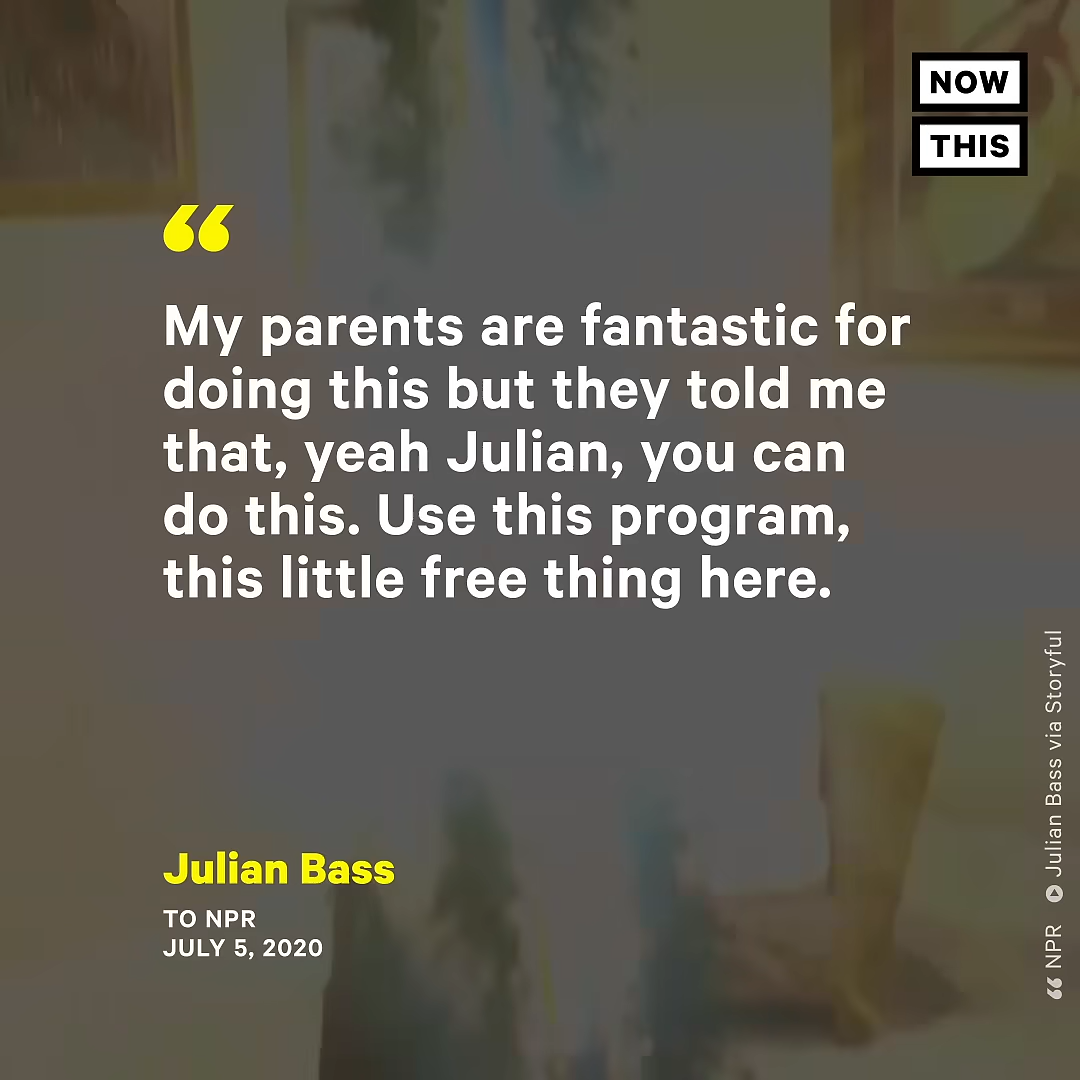 NOW
THIS
“
My parents are fantastic for
doing this but they told me
that, yeah Julian, you can
do this. Use this program,
this little free thing here.
Julian Bass
TO NPR
JULY 5, 2020
“ NPR Julian Bass via Storyful